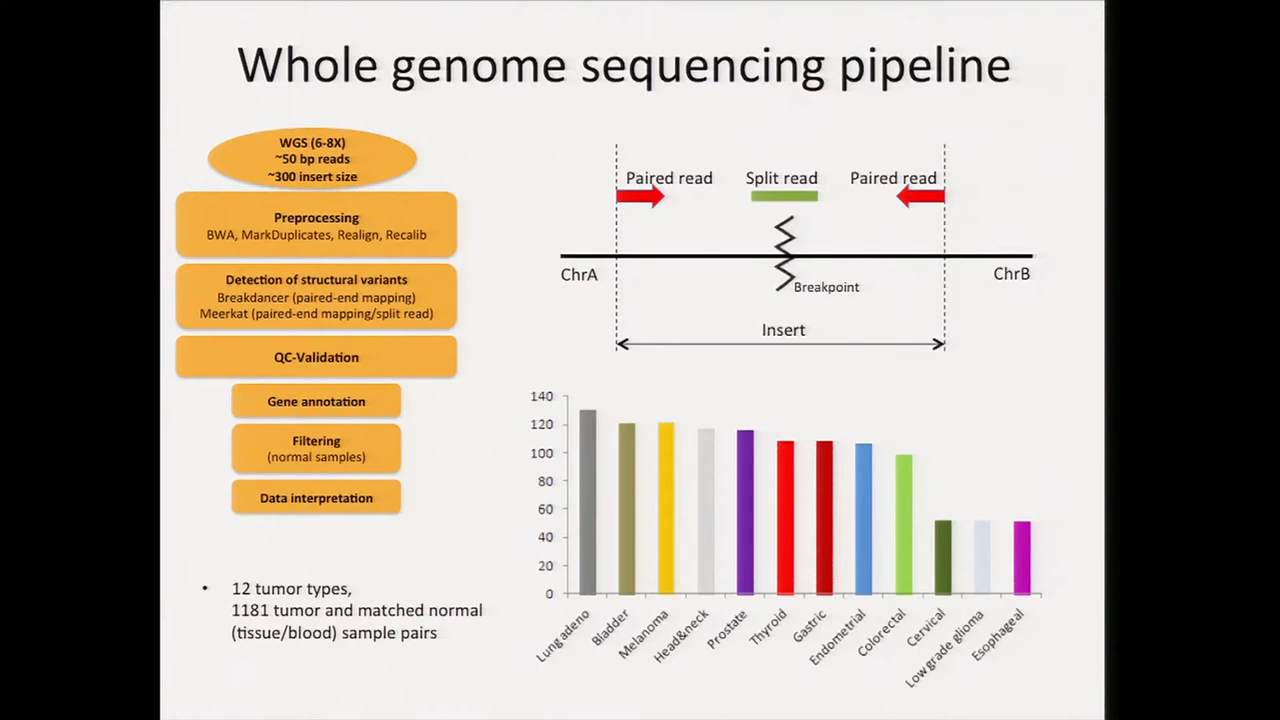 Whole genome sequencing pipeline
WGS (6-8X)
~50 bp reads
~300 insert size
Preprocessing
BWA, MarkDuplicates, Realign, Recalib
Detection of structural variants
Breakdancer (paired-end mapping)
Meerkat (paired-end mapping/split read)
QC-Validation
Gene annotation
Filtering
(normal samples)
Data interpretation
• 12 tumor types,
1181 tumor and matched normal
(tissue/blood) sample pairs
Paired read Split read Paired read
ChrA ChrB
Breakpoint
Insert
140
120
100
80
60
40
20
0
Lung adeno
Bladder
Melanoma
Head&neck
Prostate
Thyroid
Gastric
Endometrial
Colorectal
Cervical
Low grade glioma
Esophageal